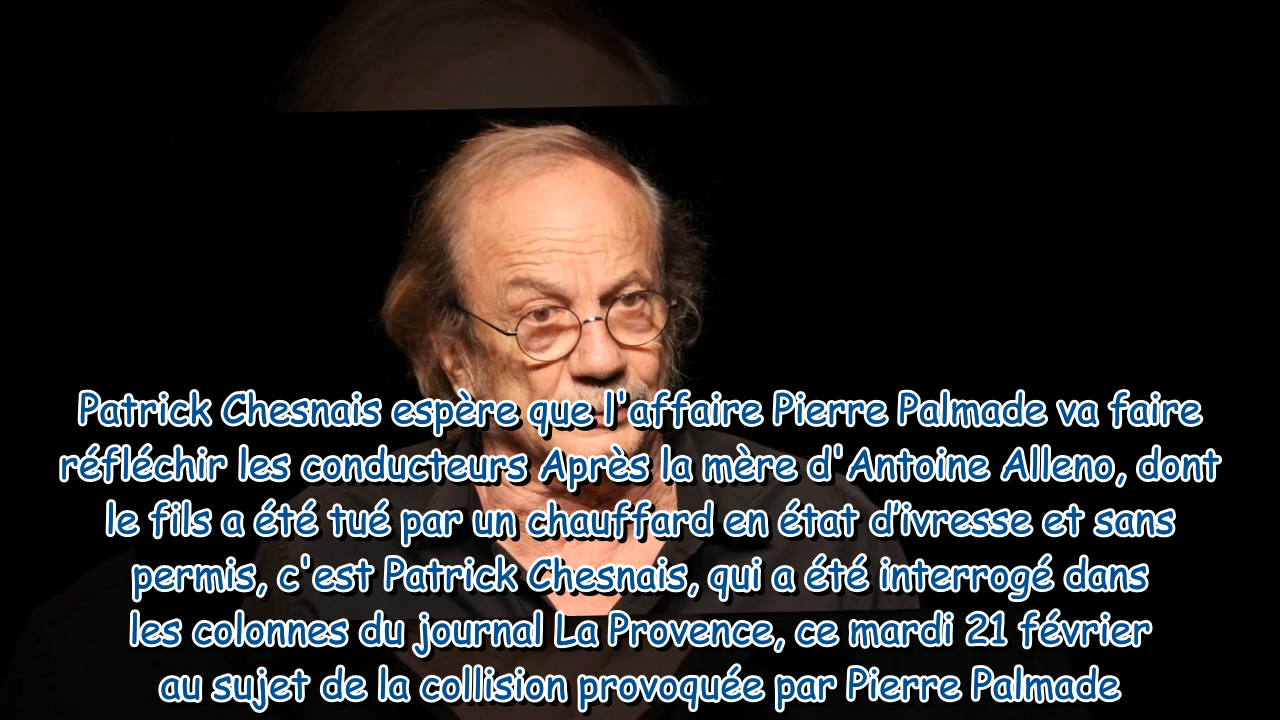 Patrick Chesnais espère que l'affaire Pierre Palmade va faire
réfléchir les conducteurs Après la mère d'Antoine Alleno, dont
le fils a été tué par un chauffard en état d’ivresse et sans
permis, c'est Patrick Chesnais, qui a été interrogé dans
les colonnes du journal La Provence, ce mardi 21 février
au sujet de la collision provoquée par Pierre Palmade